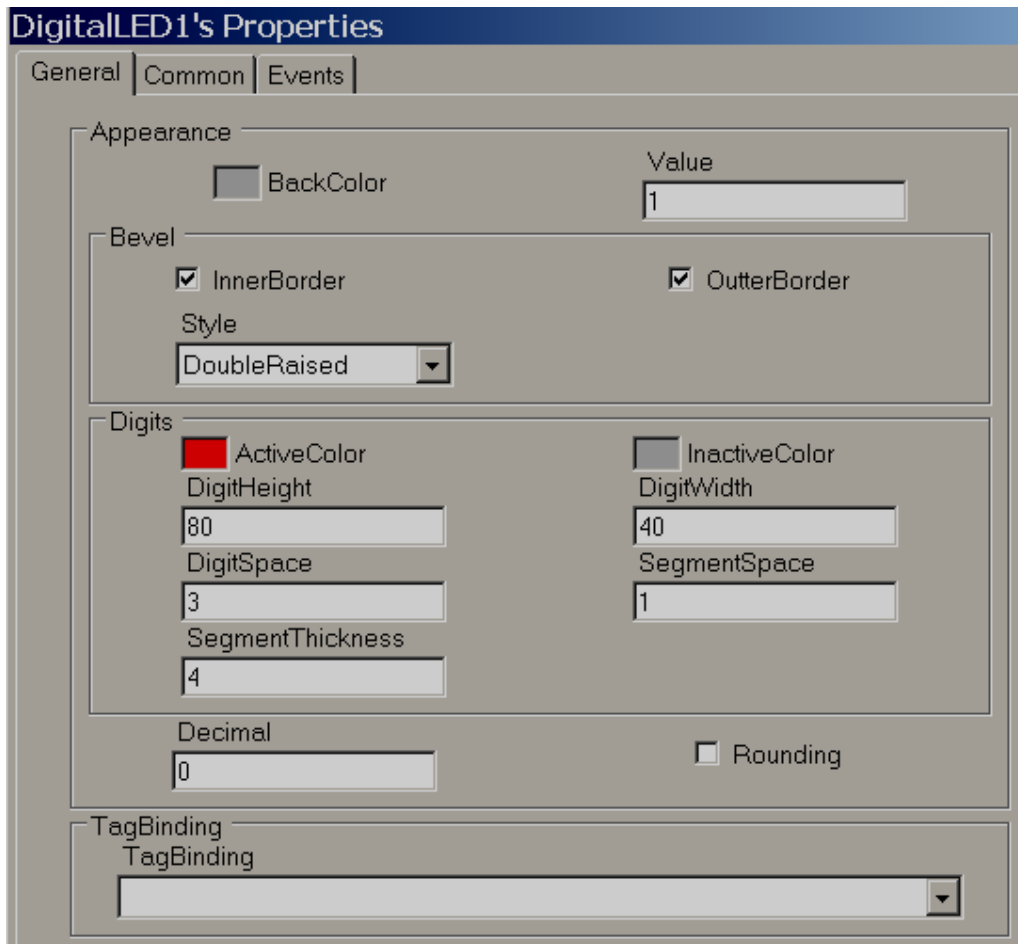 DigitalLED1's Properties
General Common Events
Appearance
BackColor
Value
1
Bevel
InnerBorder OutterBorder
Style
DoubleRaised
Digits
ActiveColor InactiveColor
DigitHeight DigitWidth
80 40
DigitSpace SegmentSpace
3 1
SegmentThickness
4
Decimal
0
Rounding
TagBinding
TagBinding